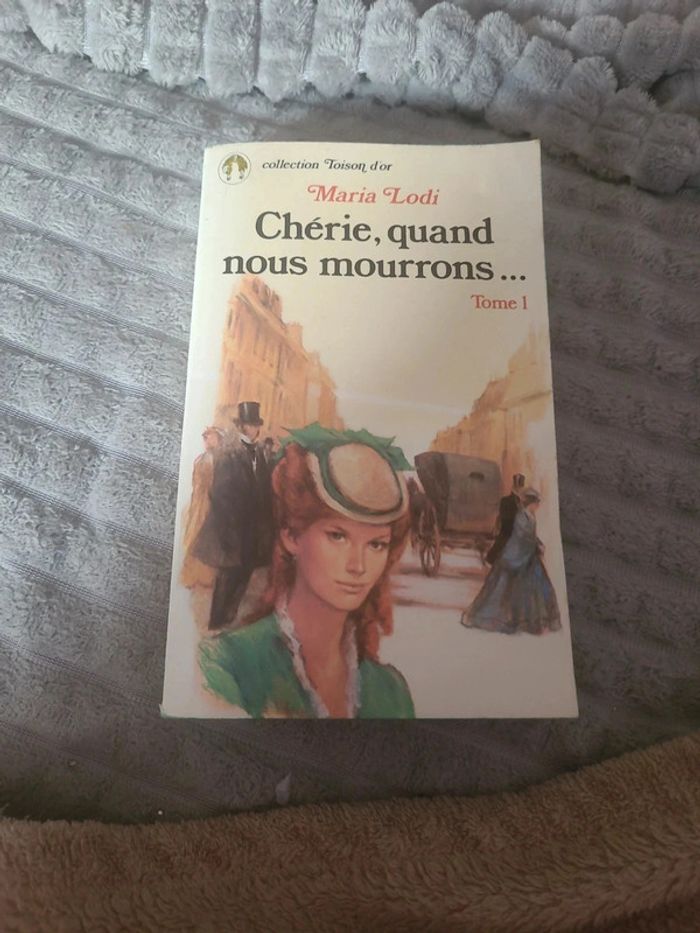 collection Toison d'or
Maria Lodi
Chérie, quand
nous mourrons...
Tome 1